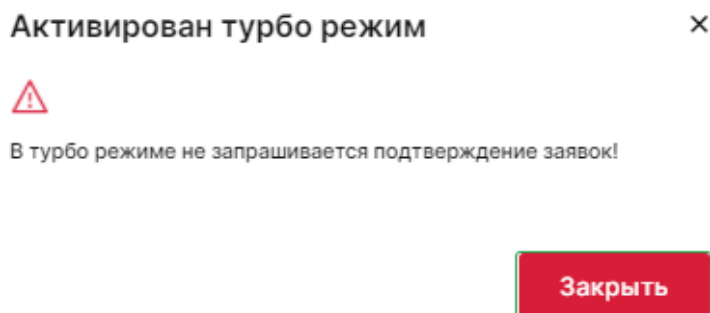 Активирован турбо режим
В турбо режиме не запрашивается подтверждение заявок!
Закрыть